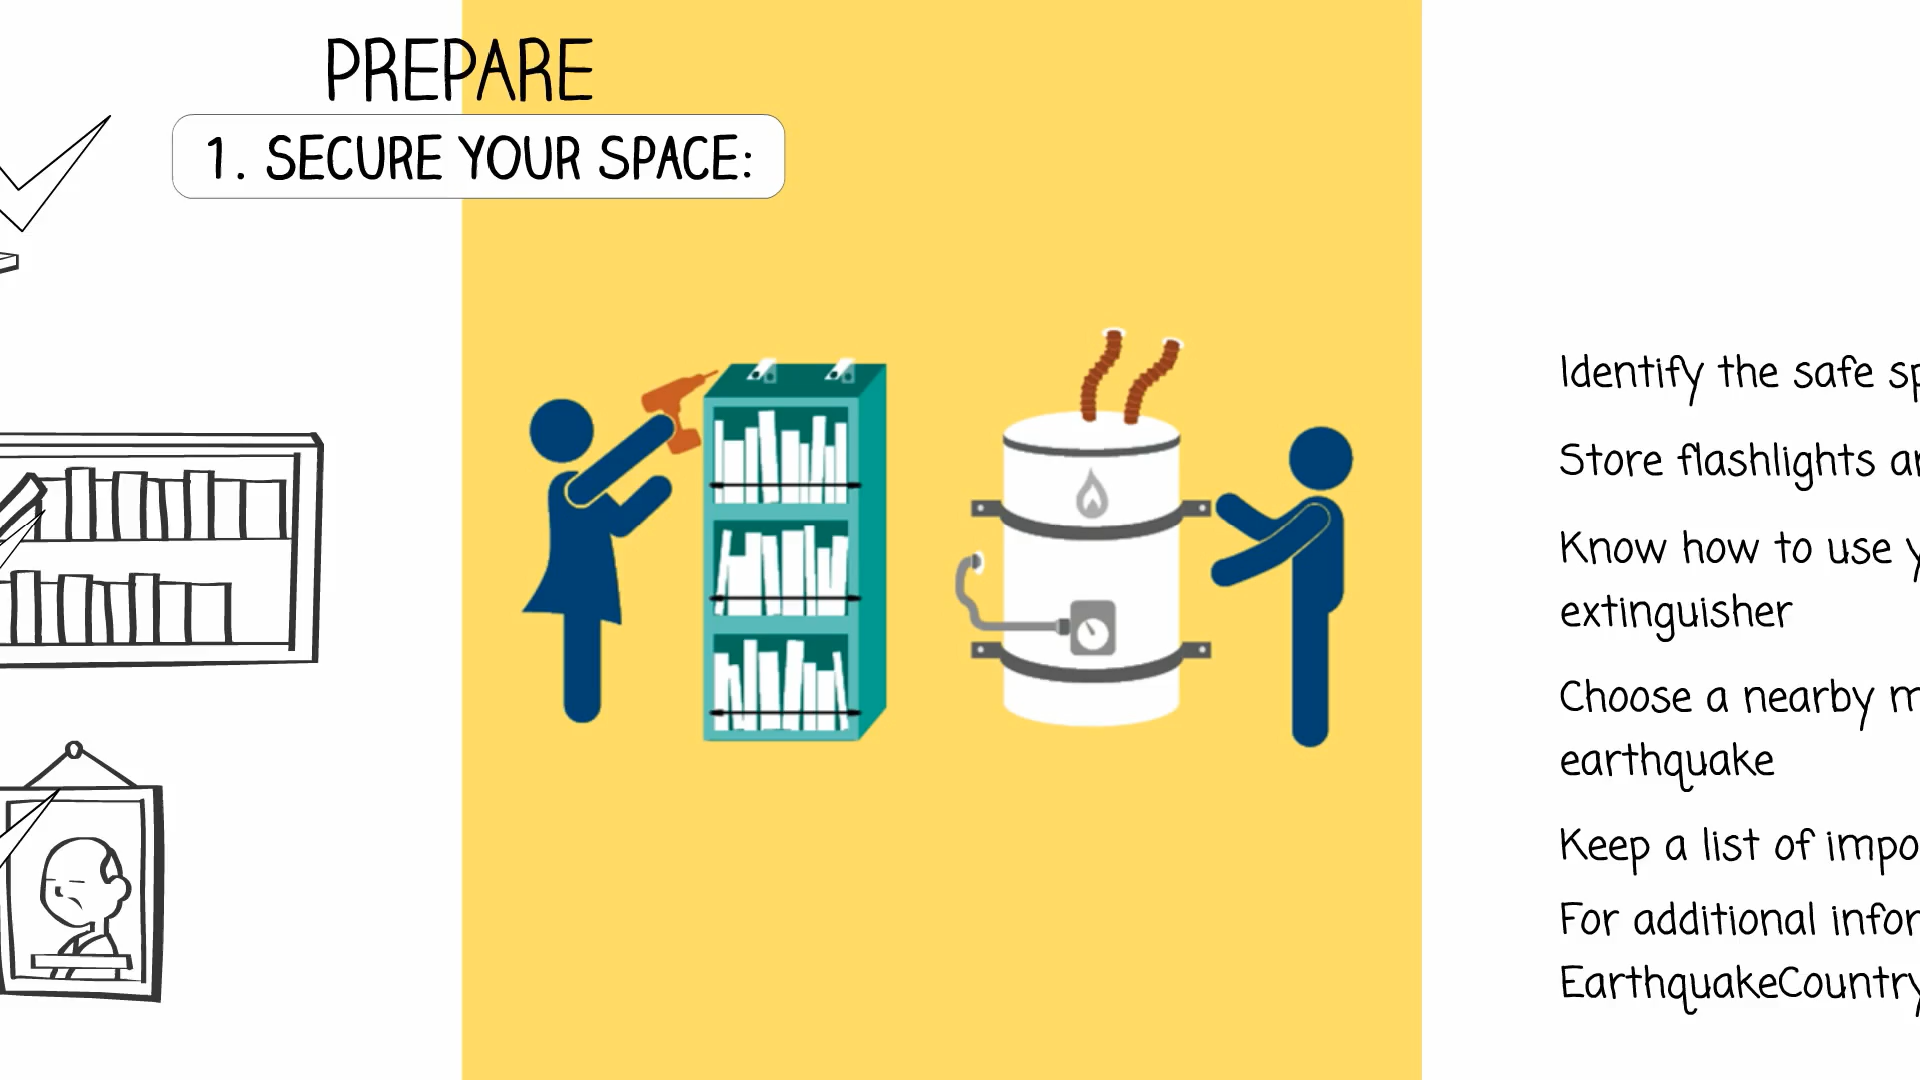 PREPARE
1. SECURE YOUR SPACE:
Identify the safe
Store flashlights
Know how to use
extinguisher
Choose a nearby
earthquake
Keep a list of
For additional